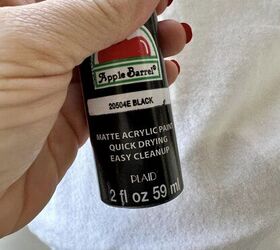 Apple Barrel®
20504E BLACK
MATTE ACRYLIC PAINT
QUICK DRYING
EASY CLEANUP
PLAID
2 fl oz 59 ml